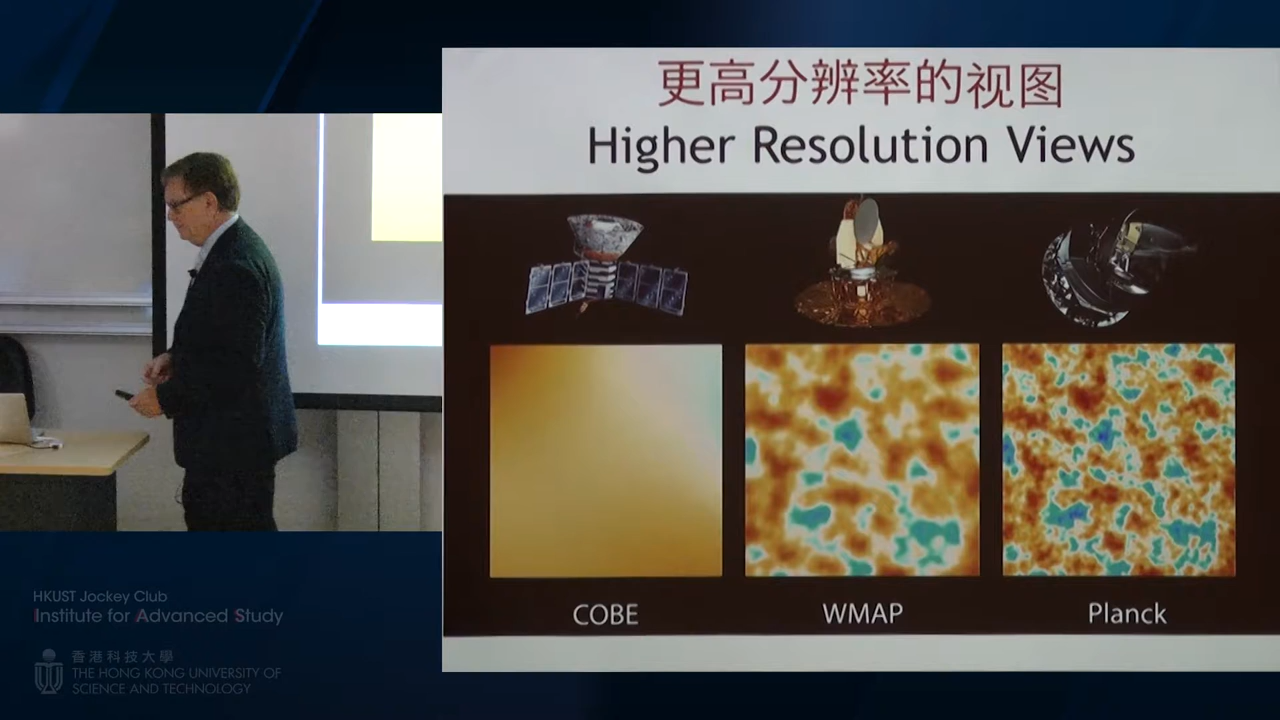 更高分辨率的视图
Higher Resolution Views
COBE
WMAP
Planck
HKUST Jockey Club
Institute for Advanced Study
香港科技大學
THE HONG KONG UNIVERSITY OF
SCIENCE AND TECHNOLOGY